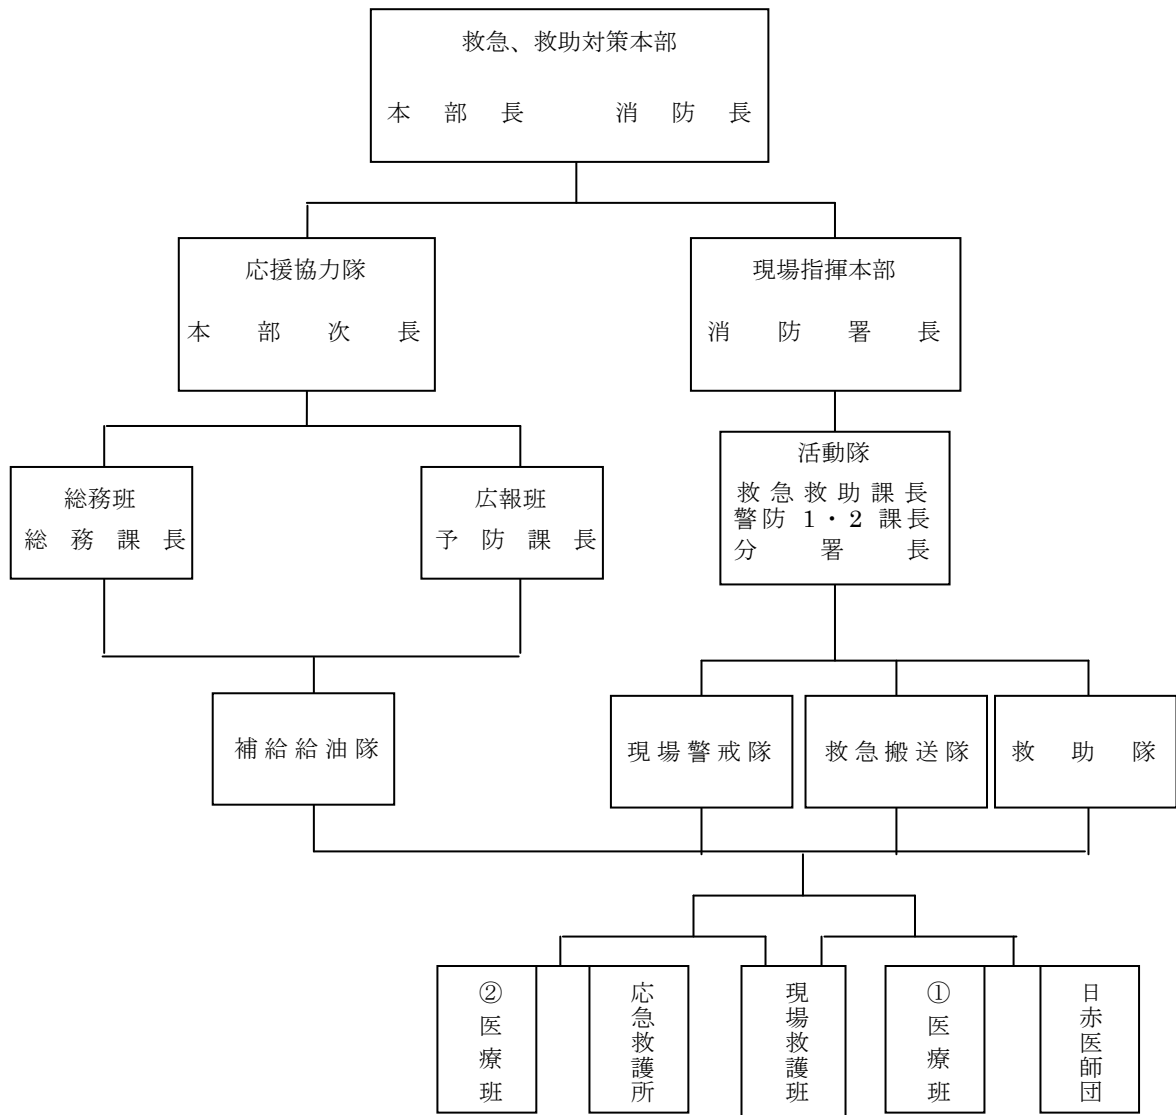 救急、救助対策本部
本部長 消防長
応援協力隊
本部次長
現場指揮本部
消防署長
総務班
総務課長
広報班
予防課長
活動隊
救急救助課長
警防1・2課長
分署長
補給給油隊
現場警戒隊
救急搬送隊
救助隊
②医療班
応急救護所
現場救護班
①医療班
日赤医師団